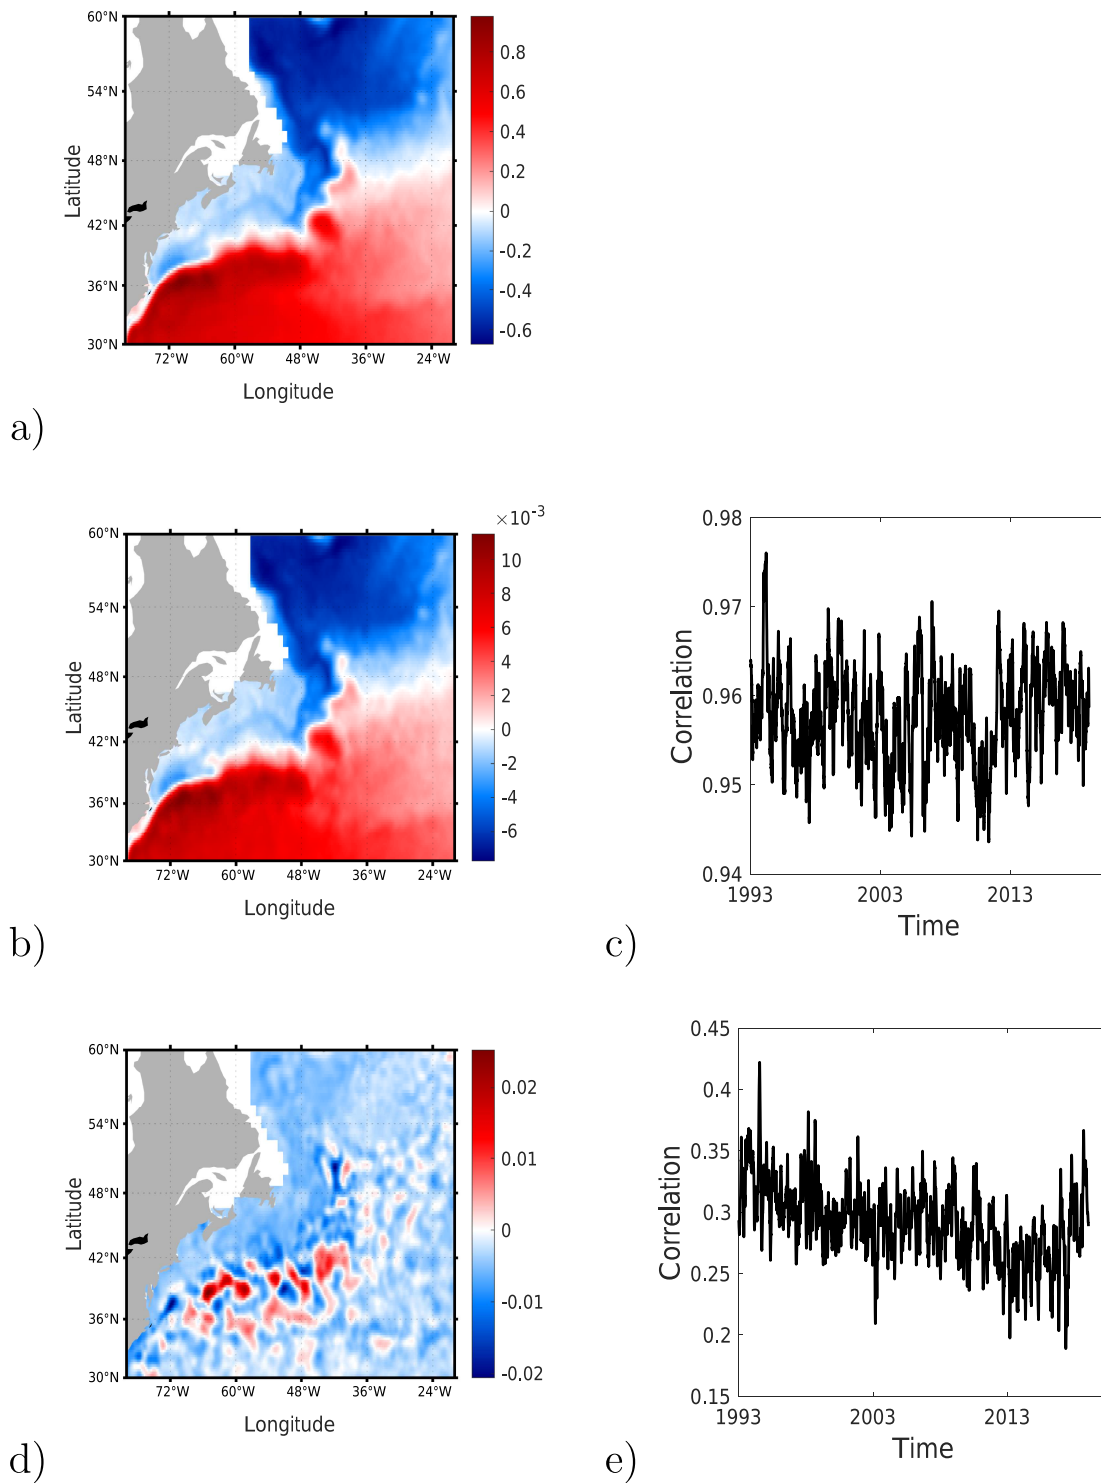 60°N
54°N
48°N
42°N
36°N
30°N
Latitude
72°W 60°W 48°W 36°W 24°W
Longitude
0.8
0.6
0.4
0.2
0
-0.2
-0.4
-0.6
a)
×10⁻³
60°N
54°N
48°N
42°N
36°N
30°N
Latitude
72°W 60°W 48°W 36°W 24°W
Longitude
10
8
6
4
2
0
-2
-4
-6
b)
0.98
0.97
0.96
0.95
0.94
Correlation
1993 2003 2013
Time
c)
60°N
54°N
48°N
42°N
36°N
30°N
Latitude
72°W 60°W 48°W 36°W 24°W
Longitude
0.02
0.01
0
-0.01
-0.02
d)
0.45
0.4
0.35
0.3
0.25
0.2
0.15
Correlation
1993 2003 2013
Time
e)